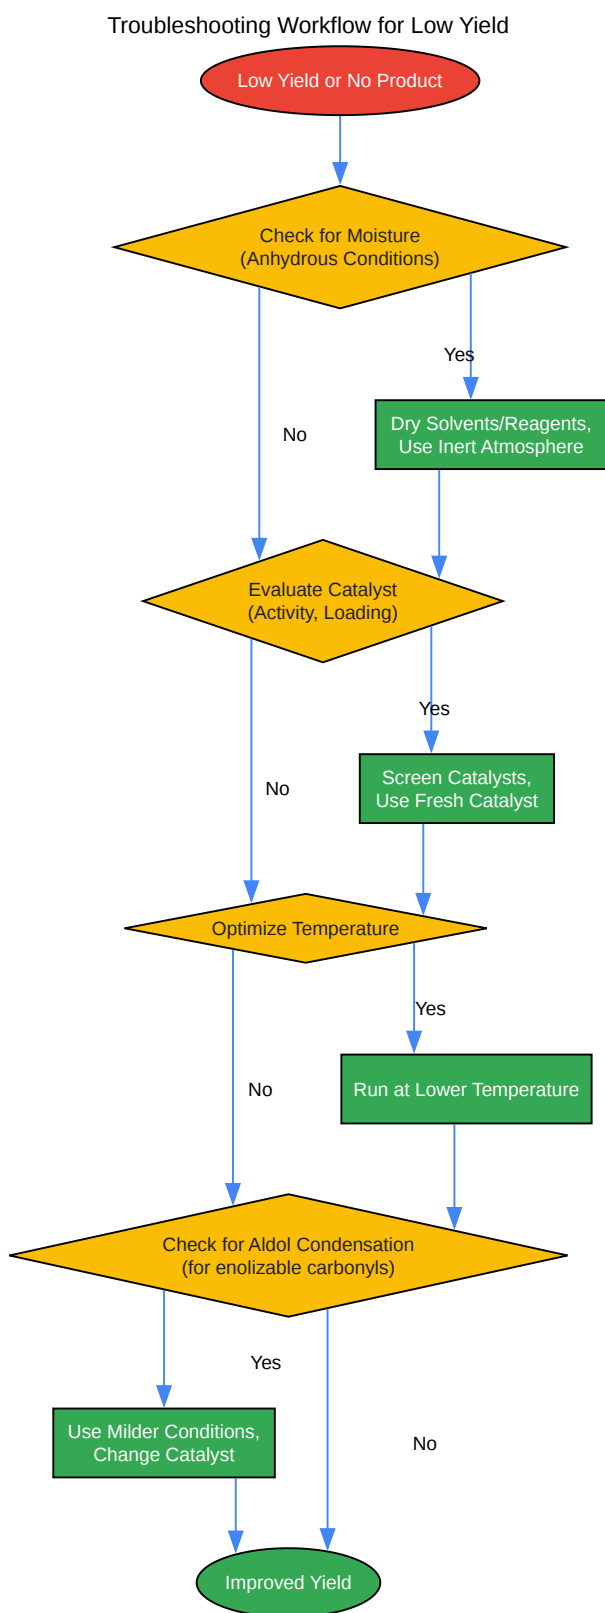 Troubleshooting Workflow for Low Yield
Low Yield or No Product
Check for Moisture
(Anhydrous Conditions)
Yes
Dry Solvents/Reagents,
Use Inert Atmosphere
No
Evaluate Catalyst
(Activity, Loading)
Yes
Screen Catalysts,
Use Fresh Catalyst
No
Optimize Temperature
Yes
Run at Lower Temperature
No
Check for Aldol Condensation
(for enolizable carbonyls)
Yes
Use Milder Conditions,
Change Catalyst
No
Improved Yield